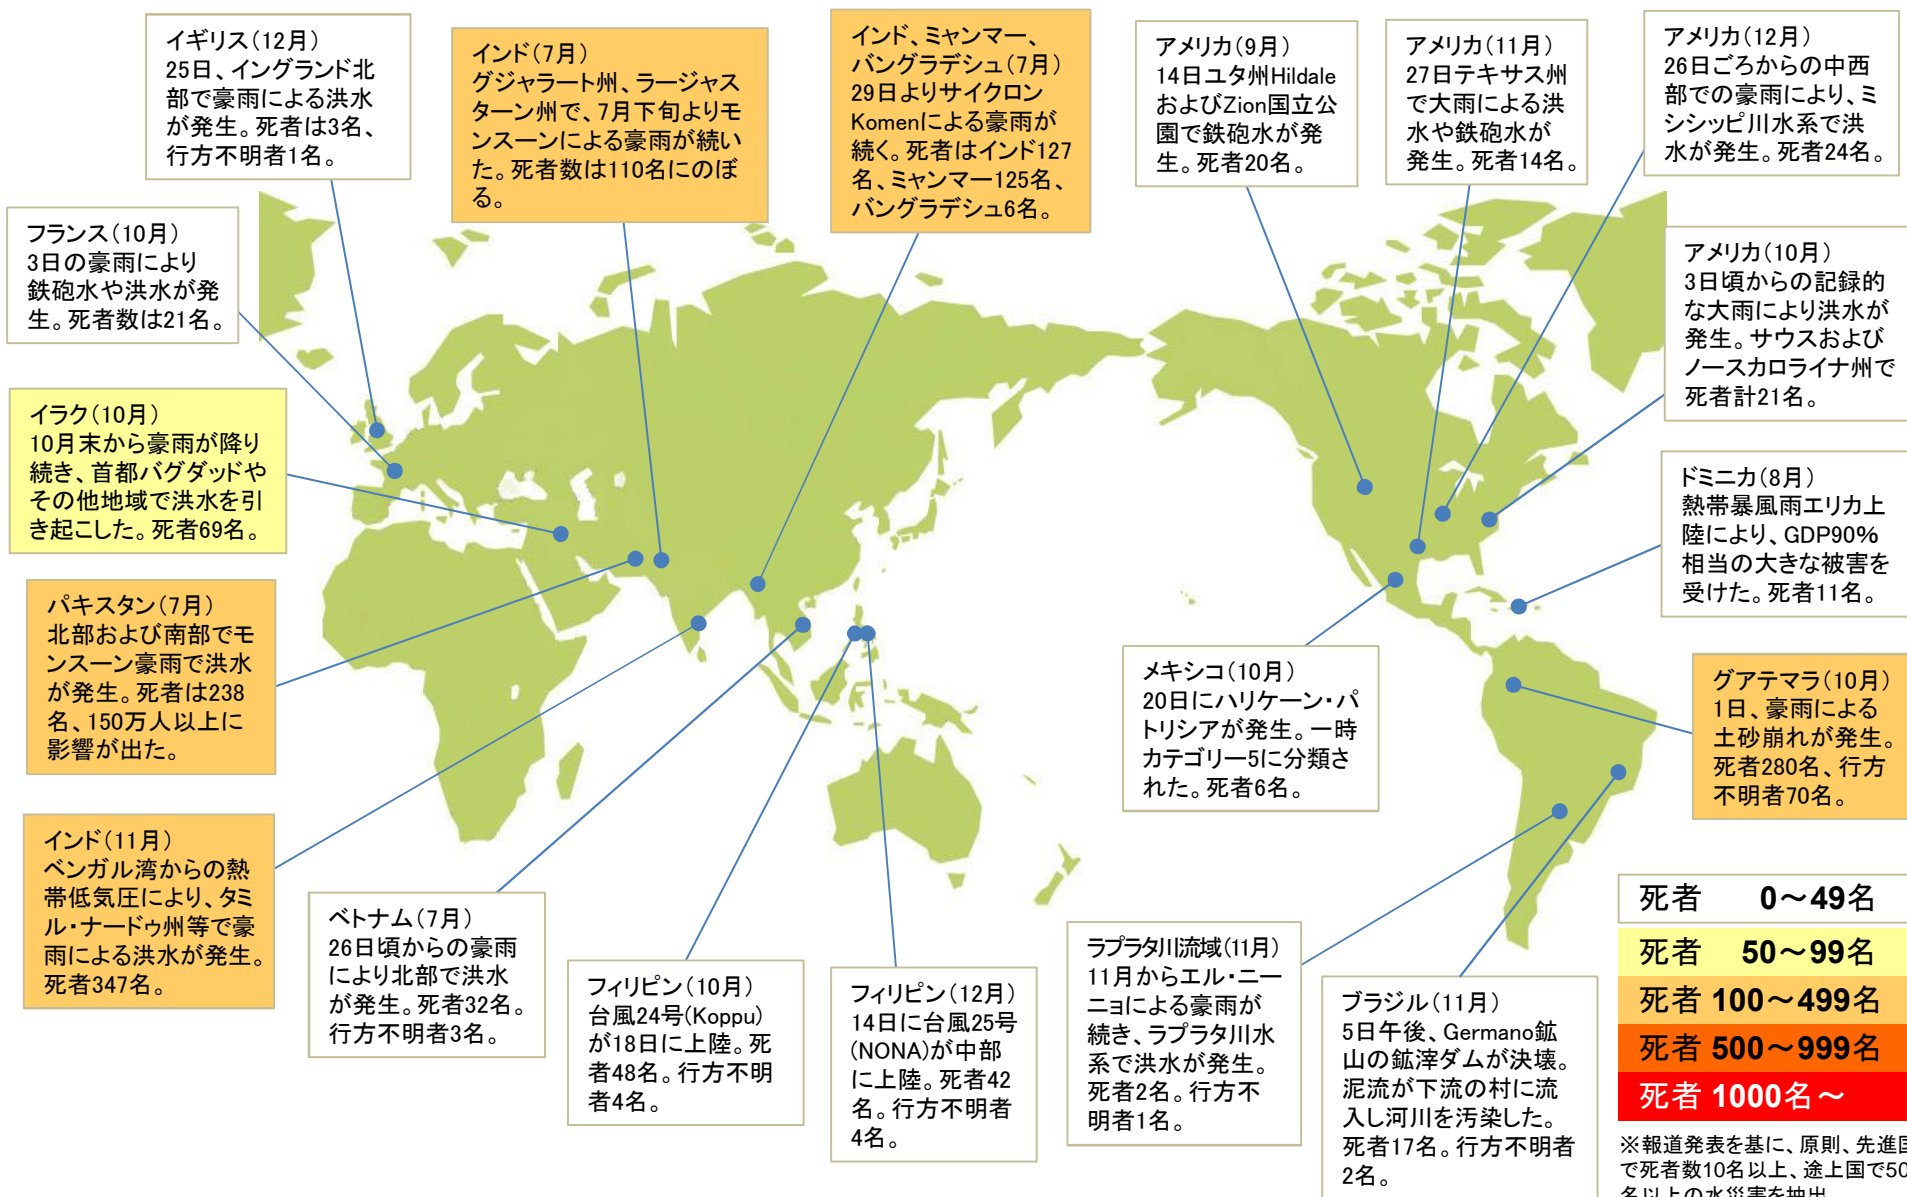 イギリス(12月)
25日、イングランド北
部で豪雨による洪水
が発生。死者は3名、
行方不明者1名。
インド(7月)
グジャラート州、ラージャス
ターン州で、7月下旬よりモ
ンスーンによる豪雨が続い
た。死者数は110名にのぼ
る。
インド、ミャンマー、
バングラデシュ(7月)
29日よりサイクロン
Komenによる豪雨が
続く。死者はインド127
名、ミャンマー125名、
バングラデシュ6名。
アメリカ(9月)
14日ユタ州Hildale
およびZion国立公
園で鉄砲水が発
生。死者20名。
アメリカ(11月)
27日テキサス州
で大雨による洪
水や鉄砲水が
発生。死者14名。
アメリカ(12月)
26日ごろからの中西
部での豪雨により、ミ
シシッピ川水系で洪
水が発生。死者24名。
フランス(10月)
3日の豪雨により
鉄砲水や洪水が発
生。死者数は21名。
アメリカ(10月)
3日頃からの記録的
な大雨により洪水が
発生。サウスおよび
ノースカロライナ州で
死者計21名。
イラク(10月)
10月末から豪雨が降り
続き、首都バグダッドや
その他地域で洪水を引
き起こした。死者69名。
ドミニカ(8月)
熱帯暴風雨エリカ上
陸により、GDP90%
相当の大きな被害を
受けた。死者11名。
パキスタン(7月)
北部および南部でモ
ンスーン豪雨で洪水
が発生。死者は238
名、150万人以上に
影響が出た。
メキシコ(10月)
20日にハリケーン・パ
トリシアが発生。一時
カテゴリー5に分類さ
れた。死者6名。
グアテマラ(10月)
1日、豪雨による
土砂崩れが発生。
死者280名、行方
不明者70名。
インド(11月)
ベンガル湾からの熱
帯低気圧により、タミ
ル・ナードゥ州等で豪
雨による洪水が発生。
死者347名。
ベトナム(7月)
26日頃からの豪雨
により北部で洪水
が発生。死者32名。
行方不明者3名。
フィリピン(10月)
台風24号(Koppu)
が18日に上陸。死
者48名。行方不明
者4名。
フィリピン(12月)
14日に台風25号
(NONA)が中部
に上陸。死者42
名。行方不明者
4名。
ラプラタ川流域(11月)
11月からエル・ニー
ニョによる豪雨が
続き、ラプラタ川水
系で洪水が発生。
死者2名。行方不
明者1名。
ブラジル(11月)
5日午後、Germano鉱
山の鉱滓ダムが決壊。
泥流が下流の村に流
入し河川を汚染した。
死者17名。行方不明者
2名。
死者 0～49名
死者 50～99名
死者 100～499名
死者 500～999名
死者 1000名～
※報道発表を基に、原則、先進国
で死者数10名以上、途上国で50
名以上の水災害を抽出